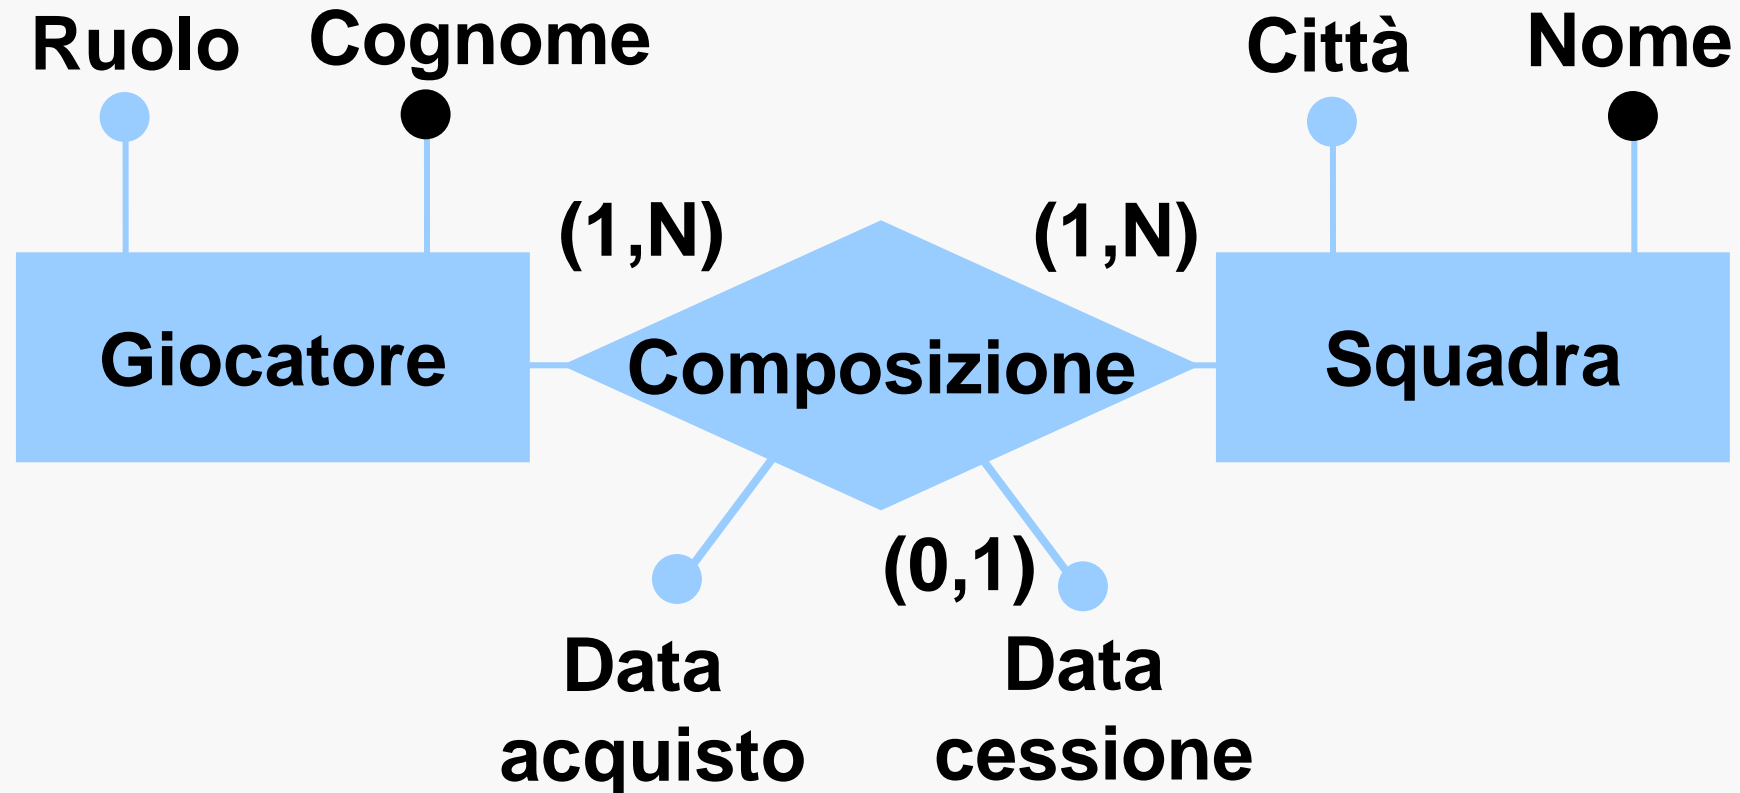 Ruolo
Cognome
Città
Nome
(1,N)
(1,N)
Giocatore
Composizione
Squadra
(0,1)
Data
acquisto
Data
cessione